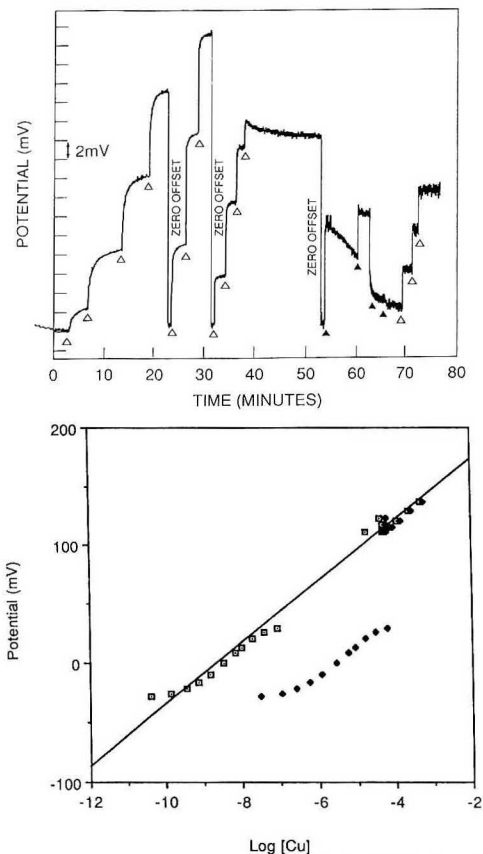 POTENTIAL (mV)
2mV
ZERO OFFSET
ZERO OFFSET
ZERO OFFSET
0 10 20 30 40 50 60 70 80
TIME (MINUTES)
200
100
0
-100
Potential (mV)
-12 -10 -8 -6 -4 -2
Log [Cu]